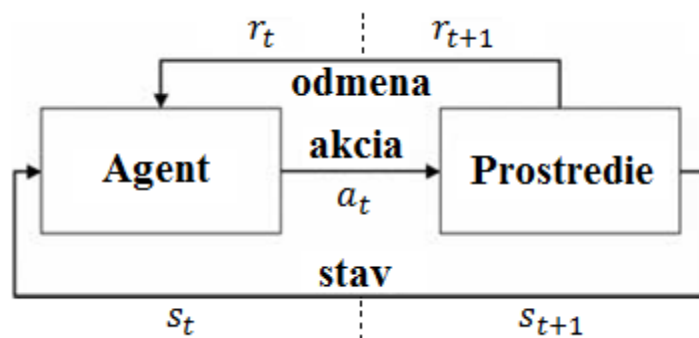 r_t r_{t+1}
odmena
akcia
Agent Prostredie
a_t
stav
s_t s_{t+1}